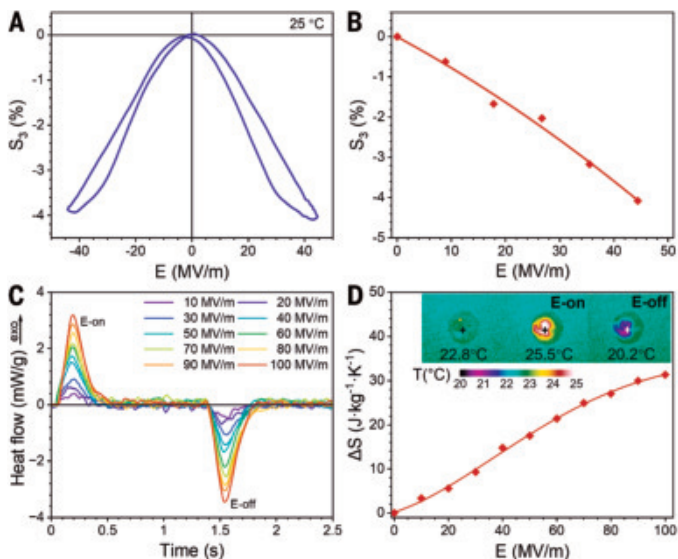 A
25 °C
0
-1
-2
-3
-4
S3 (%)
-40 -20 0 20 40
E (MV/m)
B
0
-1
-2
-3
-4
-5
S3 (%)
0 10 20 30 40 50
E (MV/m)
C
4
2
0
−2
−4
Heat flow (mW/g) exo
E-on
10 MV/m 20 MV/m
30 MV/m 40 MV/m
50 MV/m 60 MV/m
70 MV/m 80 MV/m
90 MV/m 100 MV/m
E-off
0.0 0.5 1.0 1.5 2.0 2.5
Time (s)
D
50
40
30
20
10
0
ΔS (J·kg⁻¹·K⁻¹)
E-on E-off
22.8°C 25.5°C 20.2°C
T(°C)
20 21 22 23 24 25
0 20 40 60 80 100
E (MV/m)